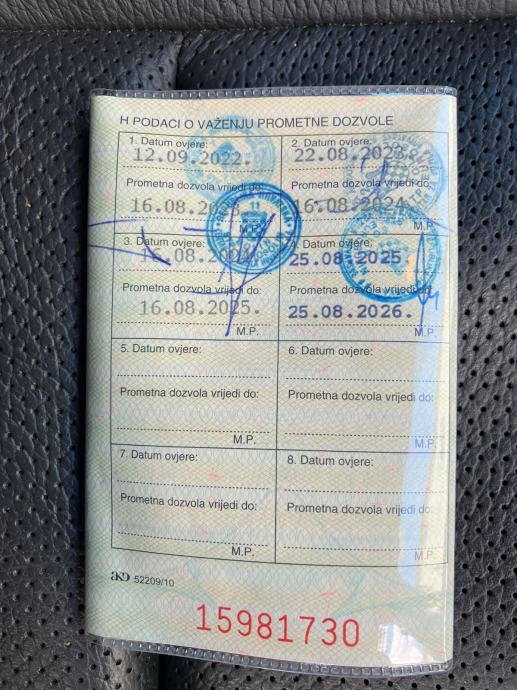 H PODACI O VAŽENJU PROMETNE DOZVOLE
1. Datum ovjere:
12.09.2022.
Prometna dozvola vrijedi do:
16.08.2023.
M.P.
2. Datum ovjere:
22.08.2023.
Prometna dozvola vrijedi do:
16.08.2024.
M.P.
3. Datum ovjere:
16.08.2024.
Prometna dozvola vrijedi do:
16.08.2025.
M.P.
4. Datum ovjere:
25.08.2025
Prometna dozvola vrijedi do:
25.08.2026.
M.P.
5. Datum ovjere:
Prometna dozvola vrijedi do:
M.P.
6. Datum ovjere:
Prometna dozvola vrijedi do:
M.P.
7. Datum ovjere:
Prometna dozvola vrijedi do:
M.P.
8. Datum ovjere:
Prometna dozvola vrijedi do:
M.P.
AKD 52209/10
15981730